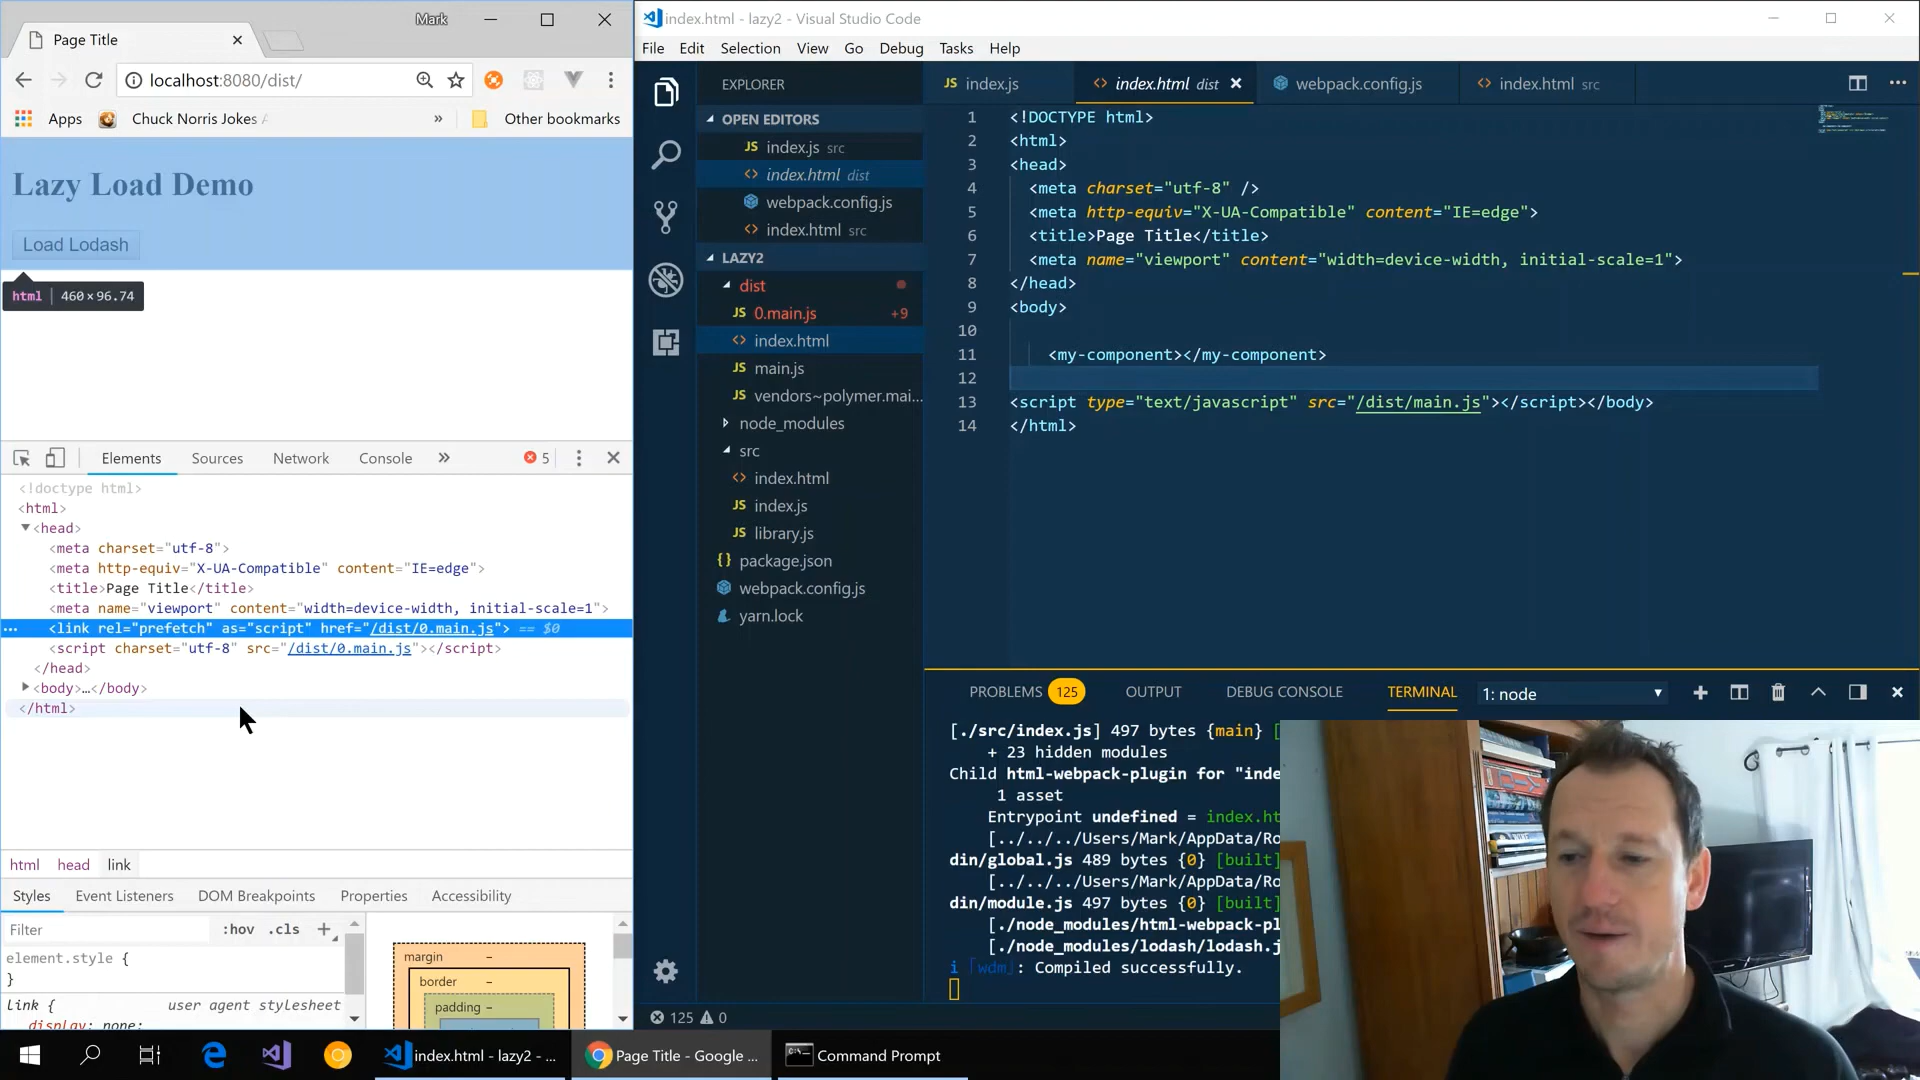 Mark
Page Title
localhost:8080/dist/
Apps
Chuck Norris Jokes
»
Other bookmarks
Lazy Load Demo
Load Lodash
html | 460×96.74
Elements
Sources
Network
Console
»
5
<!doctype html>
<html>
<head>
<meta charset="utf-8">
<meta http-equiv="X-UA-Compatible" content="IE=edge">
<title>Page Title</title>
<meta name="viewport" content="width=device-width, initial-scale=1">
<link rel="prefetch" as="script" href="/dist/0.main.js"> == $0
<script charset="utf-8" src="/dist/0.main.js"></script>
</head>
<body>…</body>
</html>
html head link
Styles
Event Listeners
DOM Breakpoints
Properties
Accessibility
Filter
:hov .cls +
element.style {
}
link { user agent stylesheet
display: none;
margin –
border –
padding –
index.html - lazy2 - Visual Studio Code
File Edit Selection View Go Debug Tasks Help
EXPLORER
OPEN EDITORS
JS index.js src
<> index.html dist
webpack.config.js
<> index.html src
LAZY2
dist
JS 0.main.js +9
<> index.html
JS main.js
JS vendors~polymer.mai...
node_modules
src
<> index.html
JS index.js
JS library.js
{} package.json
webpack.config.js
yarn.lock
JS index.js
<> index.html dist
webpack.config.js
<> index.html src
1 <!DOCTYPE html>
2 <html>
3 <head>
4 <meta charset="utf-8" />
5 <meta http-equiv="X-UA-Compatible" content="IE=edge">
6 <title>Page Title</title>
7 <meta name="viewport" content="width=device-width, initial-scale=1">
8 </head>
9 <body>
10
11 <my-component></my-component>
12
13 <script type="text/javascript" src="/dist/main.js"></script></body>
14 </html>
PROBLEMS 125
OUTPUT
DEBUG CONSOLE
TERMINAL
1: node
[./src/index.js] 497 bytes {main} [
+ 23 hidden modules
Child html-webpack-plugin for "inde
1 asset
Entrypoint undefined = index.ht
[../../../Users/Mark/AppData/Ro
din/global.js 489 bytes {0} [built]
[../../../Users/Mark/AppData/Ro
din/module.js 497 bytes {0} [built]
[./node_modules/html-webpack-pl
[./node_modules/lodash/lodash.j
i ｢wdm｣: Compiled successfully.
125 0
index.html - lazy2 - ...
Page Title - Google ...
Command Prompt